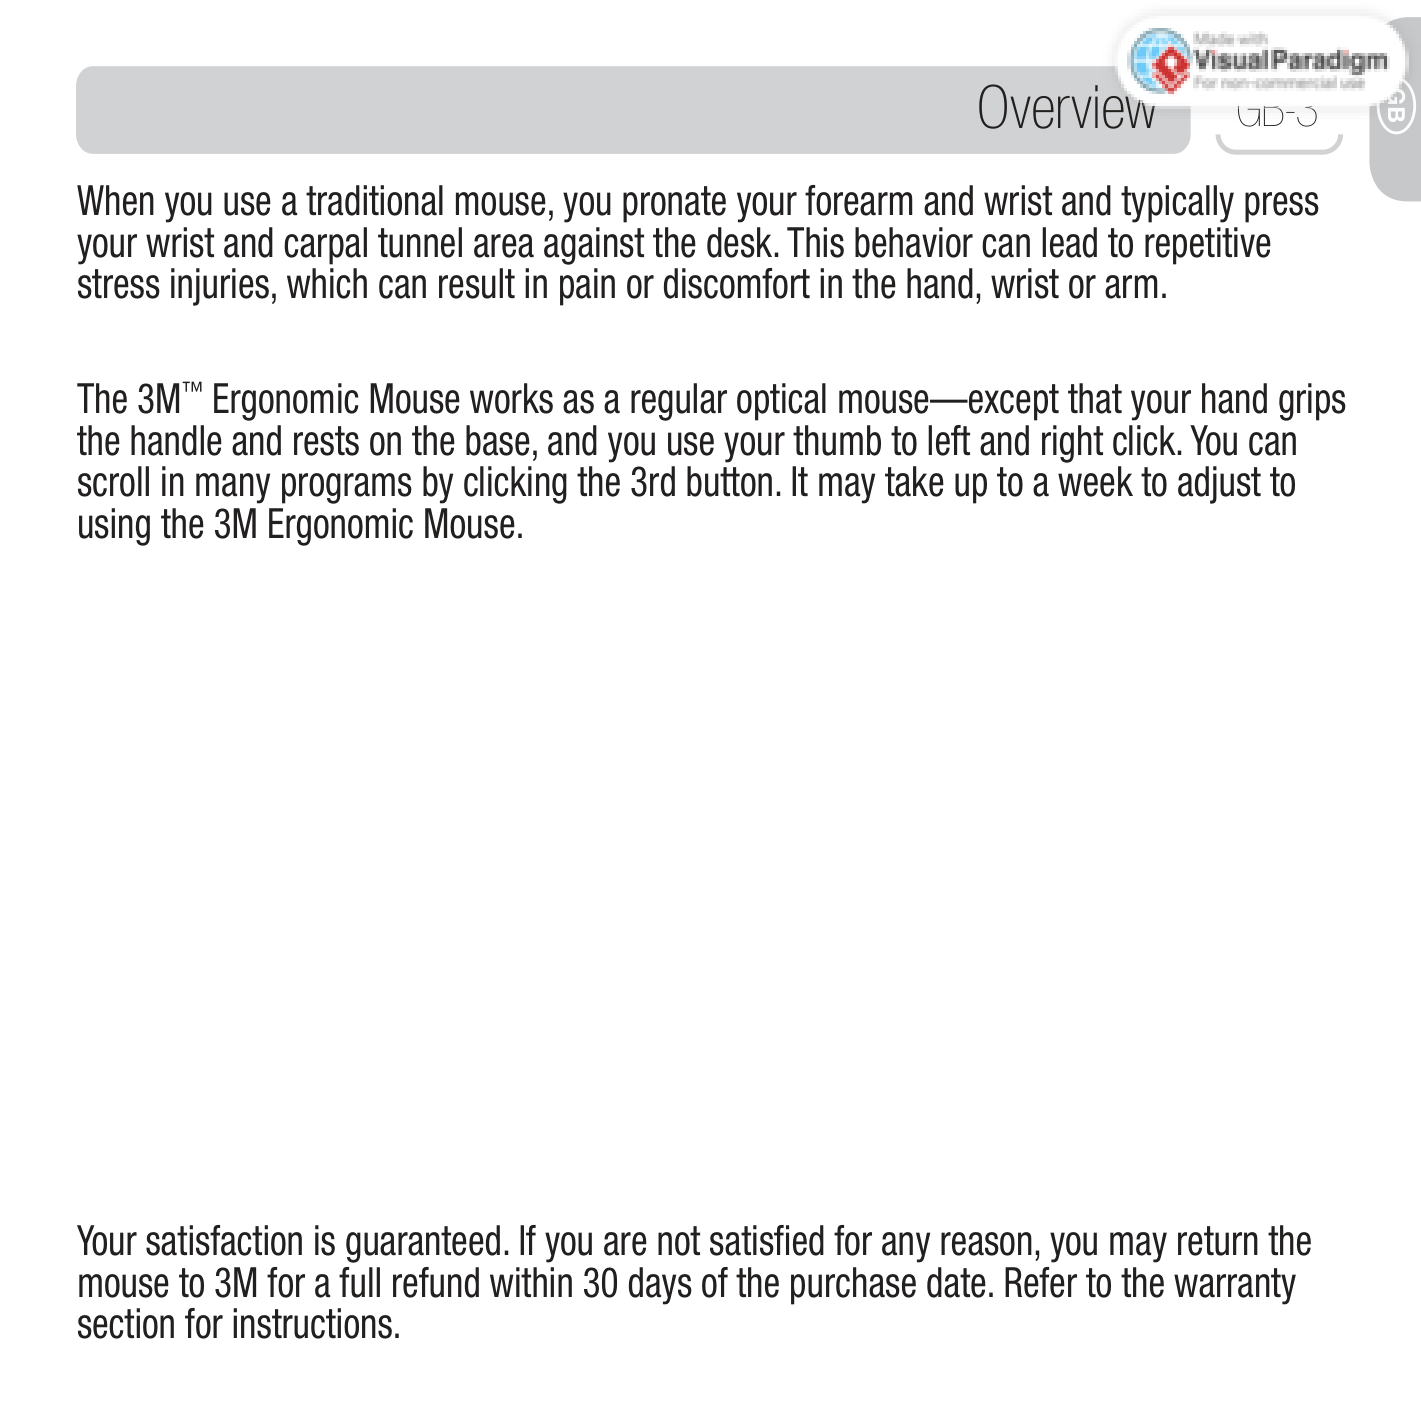 Made with
Visual Paradigm
For non-commercial use
Overview
GB-3
GB
When you use a traditional mouse, you pronate your forearm and wrist and typically press
your wrist and carpal tunnel area against the desk. This behavior can lead to repetitive
stress injuries, which can result in pain or discomfort in the hand, wrist or arm.
The 3M™ Ergonomic Mouse works as a regular optical mouse—except that your hand grips
the handle and rests on the base, and you use your thumb to left and right click. You can
scroll in many programs by clicking the 3rd button. It may take up to a week to adjust to
using the 3M Ergonomic Mouse.
Your satisfaction is guaranteed. If you are not satisfied for any reason, you may return the
mouse to 3M for a full refund within 30 days of the purchase date. Refer to the warranty
section for instructions.